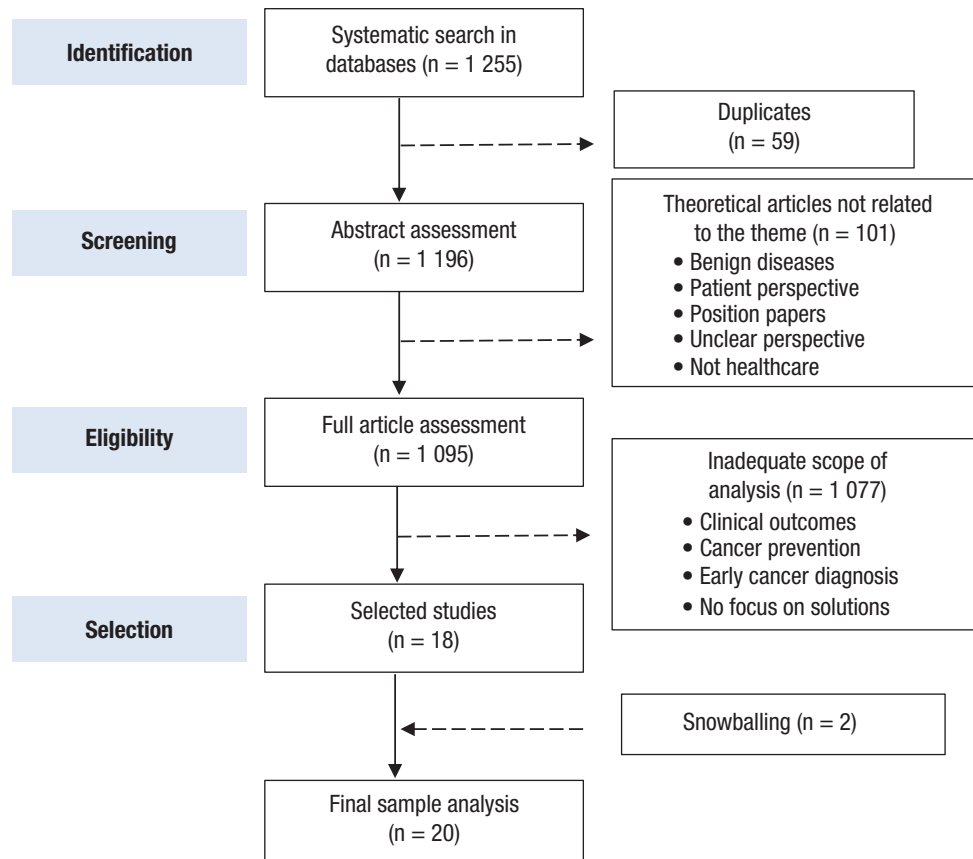 Identification
Systematic search in
databases (n = 1 255)
Duplicates
(n = 59)
Screening
Abstract assessment
(n = 1 196)
Theoretical articles not related
to the theme (n = 101)
• Benign diseases
• Patient perspective
• Position papers
• Unclear perspective
• Not healthcare
Eligibility
Full article assessment
(n = 1 095)
Inadequate scope of
analysis (n = 1 077)
• Clinical outcomes
• Cancer prevention
• Early cancer diagnosis
• No focus on solutions
Selection
Selected studies
(n = 18)
Snowballing (n = 2)
Final sample analysis
(n = 20)